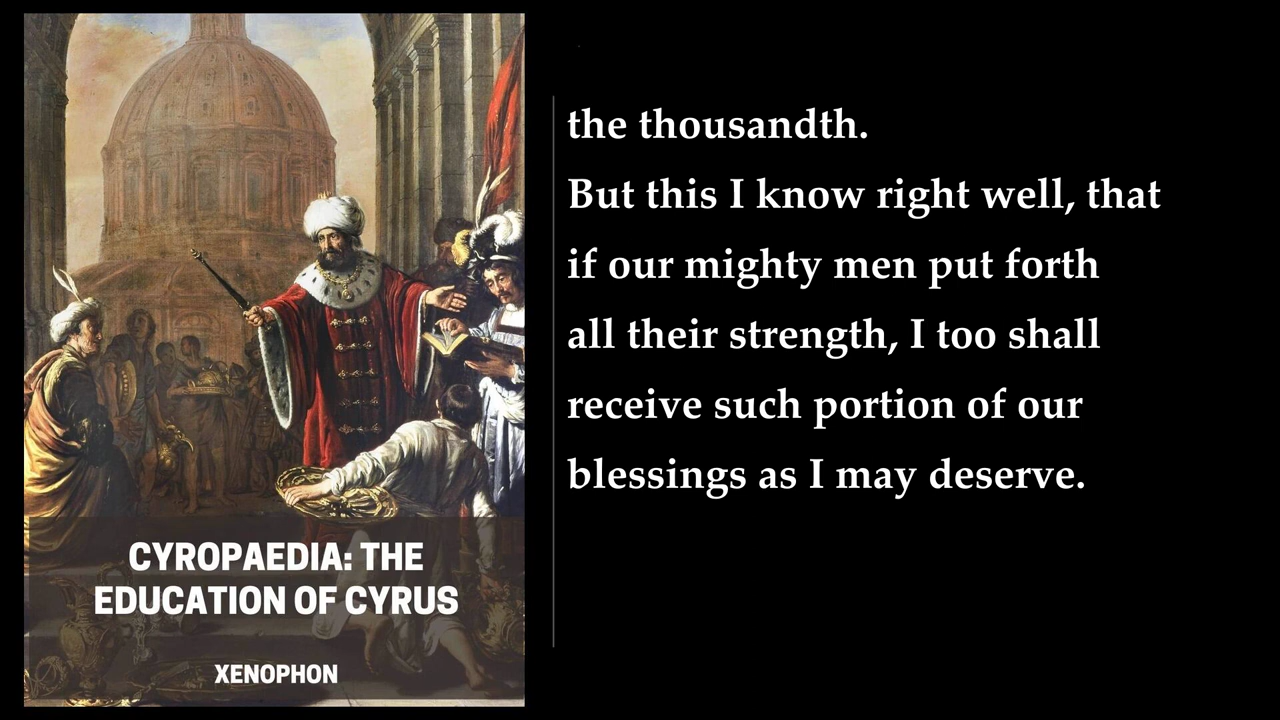 CYROPAEDIA: THE
EDUCATION OF CYRUS
XENOPHON
the thousandth.
But this I know right well, that
if our mighty men put forth
all their strength, I too shall
receive such portion of our
blessings as I may deserve.